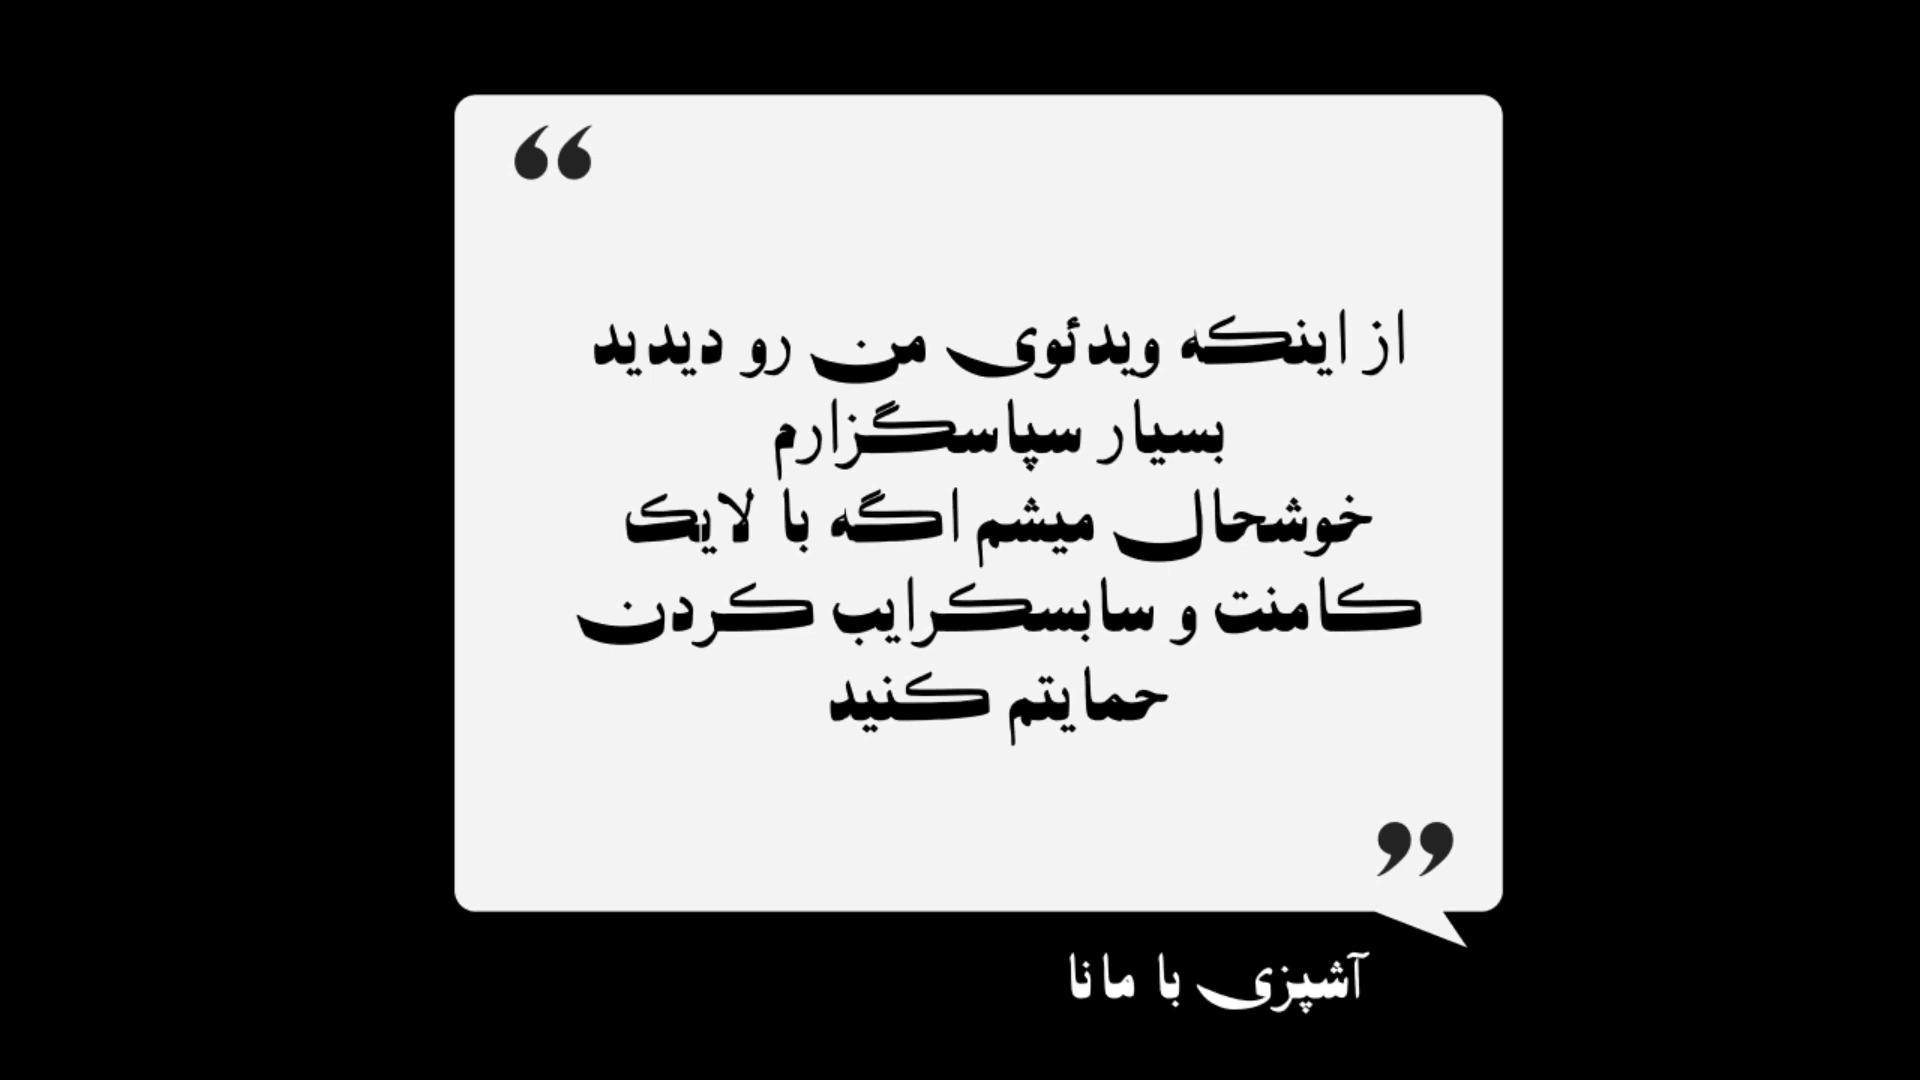 از اینکه ویدئوی من رو دیدید
بسیار سپاسگزارم
خوشحال میشم اگه با لایک
کامنت و سابسکرایب کردن
حمایتم کنید
آشپزی با مانا